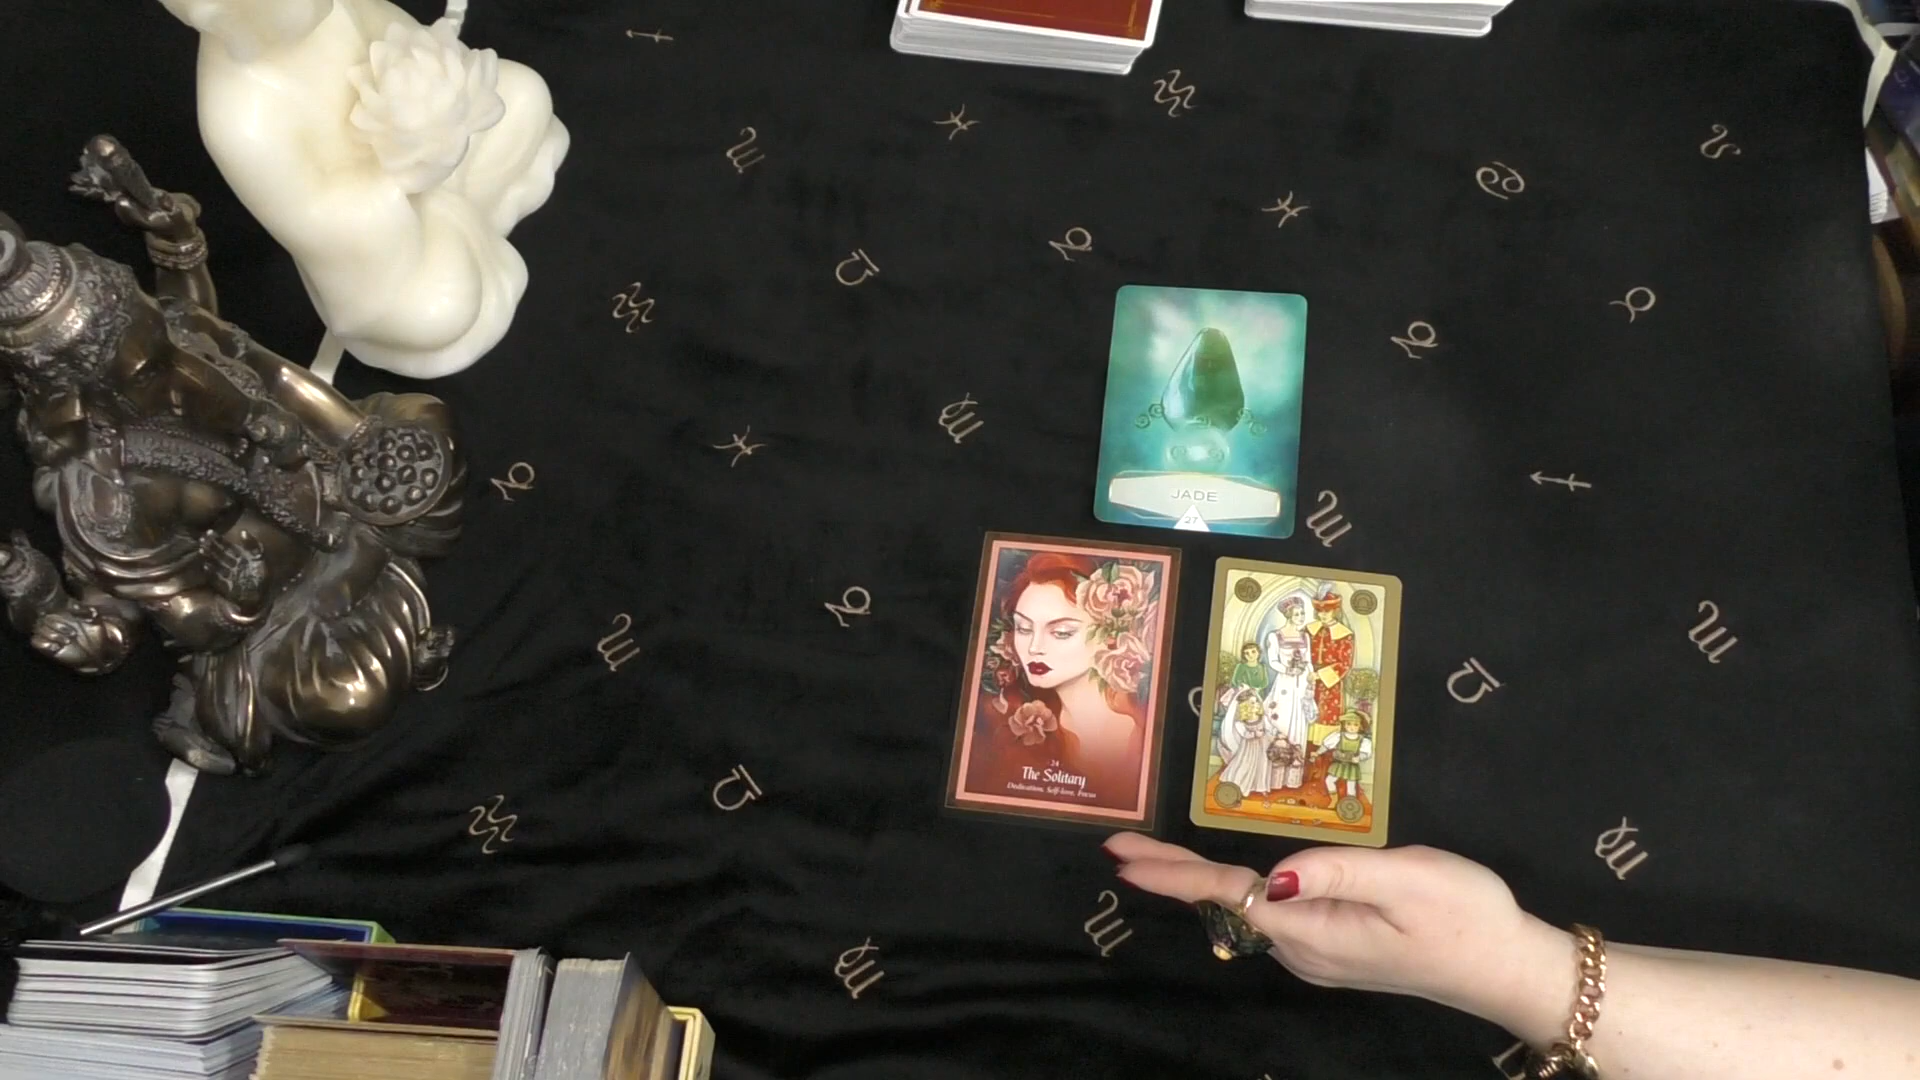 JADE
27
24
The Solitary
Dedication, Self-love, Focus